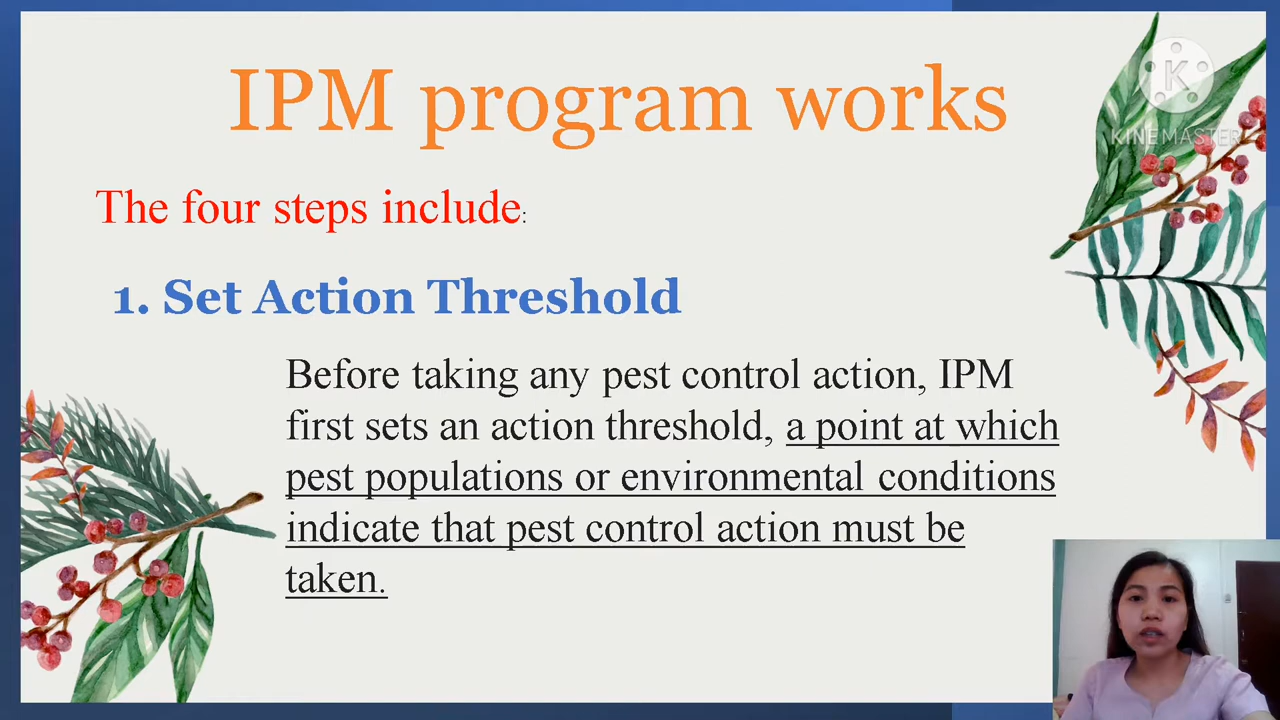 IPM program works
K
KINEMASTER
The four steps include:
1. Set Action Threshold
Before taking any pest control action, IPM
first sets an action threshold, a point at which
pest populations or environmental conditions
indicate that pest control action must be
taken.